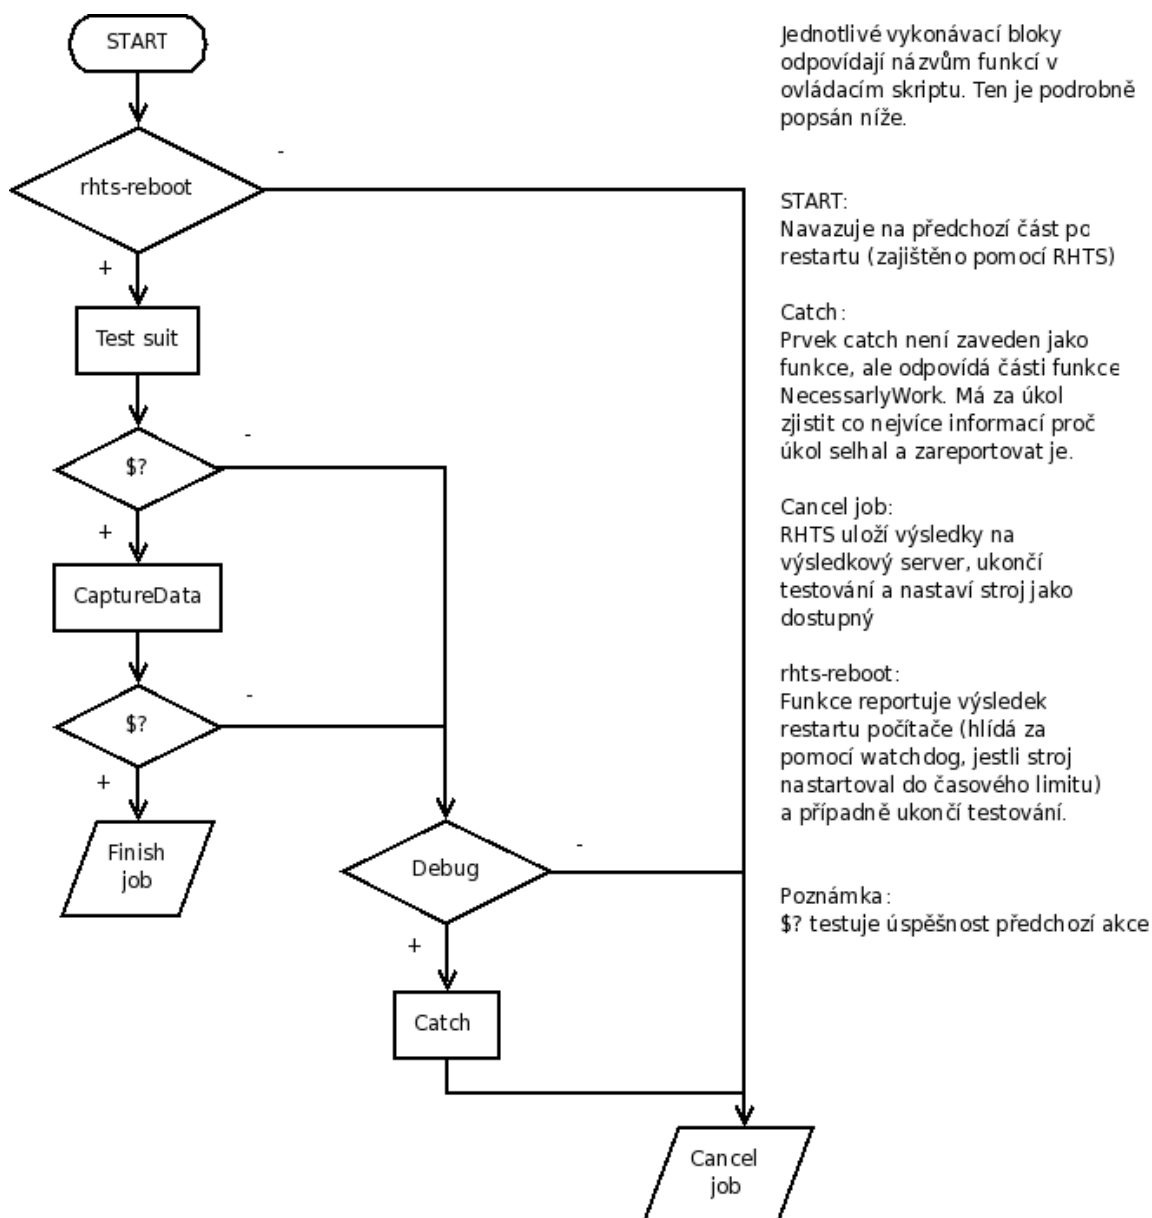 START
rhts-reboot
-
+
Test suit
$?
-
+
CaptureData
$?
-
+
Finish
job
Debug
-
+
Catch
Cancel
job
Jednotlivé vykonávací bloky
odpovídají názvům funkcí v
ovládacím skriptu. Ten je podrobně
popsán níže.
START:
Navazuje na předchozí část po
restartu (zajištěno pomocí RHTS)
Catch:
Prvek catch není zaveden jako
funkce, ale odpovídá části funkce
NecessarlyWork. Má za úkol
zjistit co nejvíce informací proč
úkol selhal a zareportovat je.
Cancel job:
RHTS uloží výsledky na
výsledkový server, ukončí
testování a nastaví stroj jako
dostupný
rhts-reboot:
Funkce reportuje výsledek
restartu počítače (hlídá za
pomocí watchdog, jestli stroj
nastartoval do časového limitu)
a případně ukončí testování.
Poznámka:
$? testuje úspěšnost předchozí akce